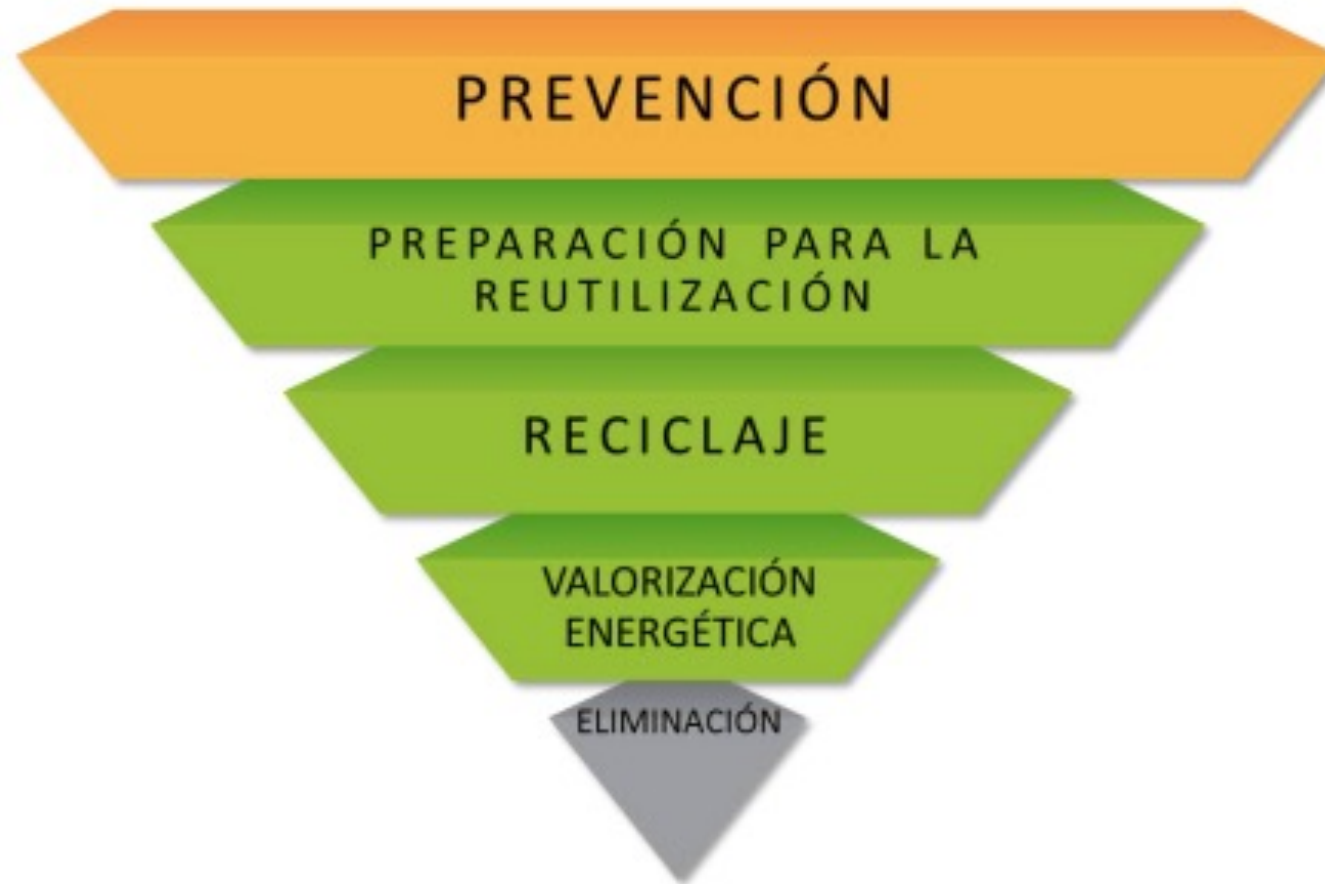 PREVENCIÓN
PREPARACIÓN PARA LA
REUTILIZACIÓN
RECICLAJE
VALORIZACIÓN
ENERGÉTICA
ELIMINACIÓN